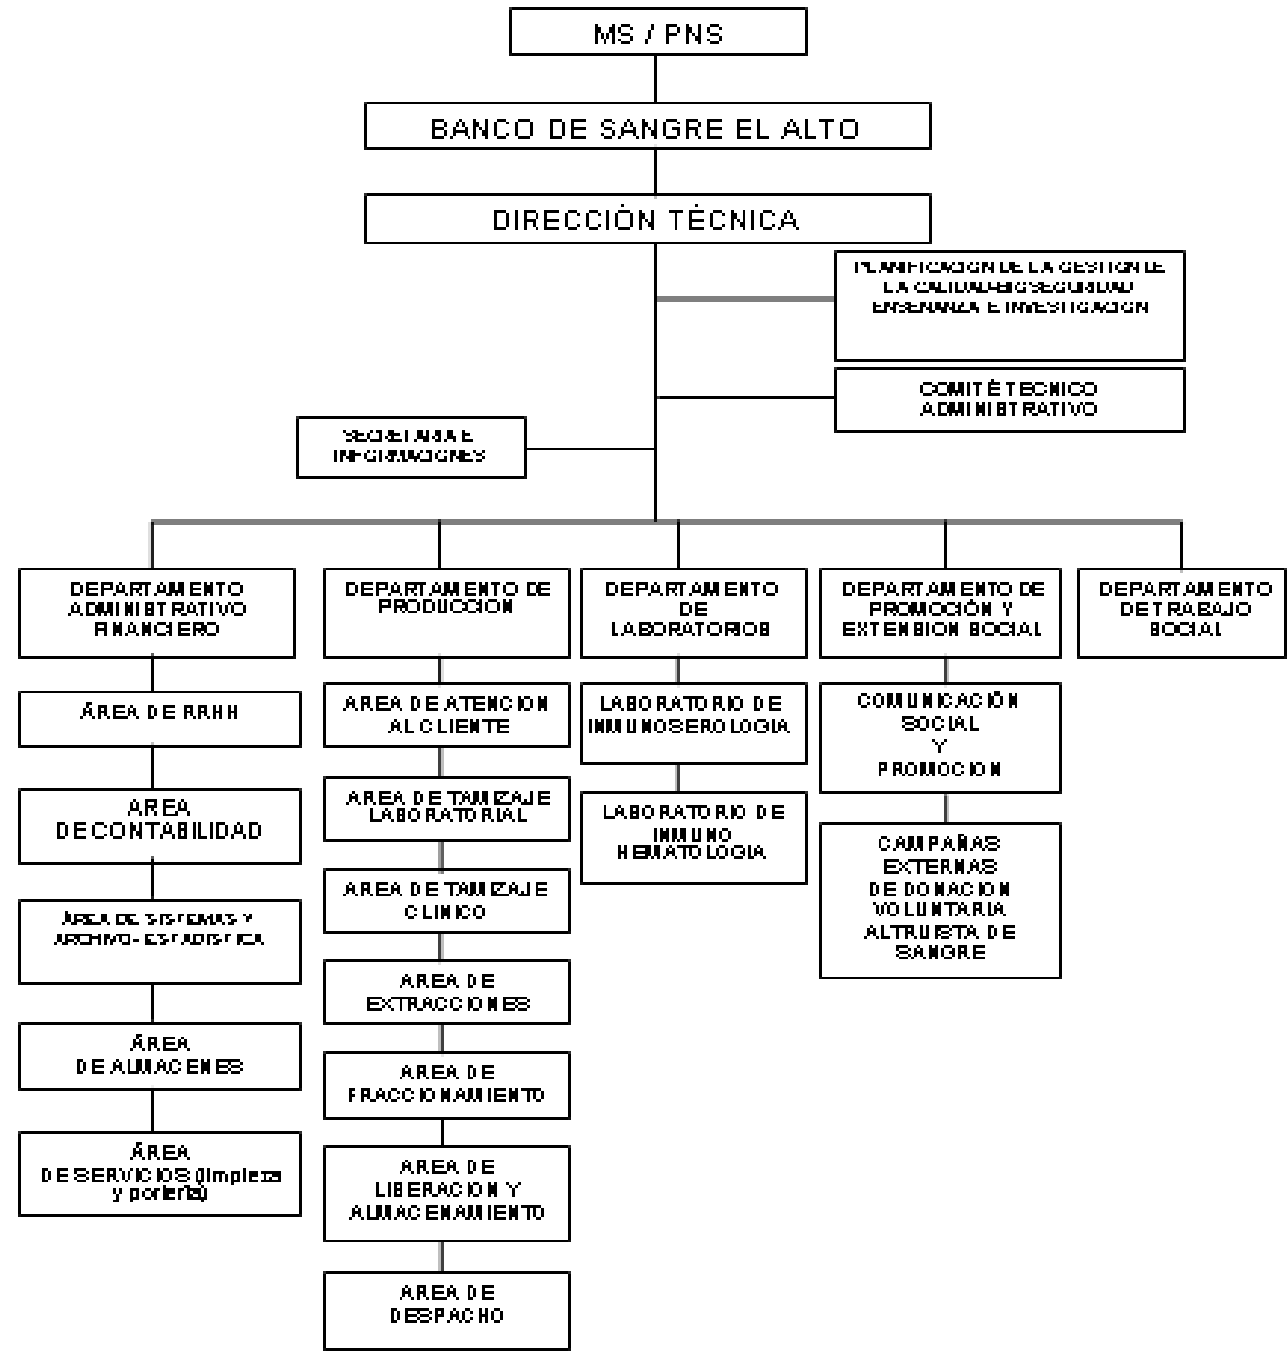 MS / PNS
BANCO DE SANGRE EL ALTO
DIRECCIÓN TÉCNICA
PLANIFICACION DE LA GESTION DE
LA CALIDAD-BIOSEGURIDAD
ENSEÑANZA E INVESTIGACION
COMITÉ TECNICO
ADMINISTRATIVO
SECRETARIA E
INFORMACIONES
DEPARTAMENTO
ADMINISTRATIVO
FINANCIERO
ÁREA DE RRHH
AREA
DE CONTABILIDAD
ÁREA DE SISTEMAS Y
ARCHIVO- ESTADISTICA
ÁREA
DE ALMACENES
ÁREA
DE SERVICIOS (limpieza
y portería)
DEPARTAMENTO DE
PRODUCCION
AREA DE ATENCION
AL CLIENTE
AREA DE TAMIZAJE
LABORATORIAL
AREA DE TAMIZAJE
CLINICO
AREA DE
EXTRACCIONES
AREA DE
FRACCIONAMIENTO
AREA DE
LIBERACION Y
ALMACENAMIENTO
AREA DE
DESPACHO
DEPARTAMENTO
DE
LABORATORIOS
LABORATORIO DE
INMUNOSEROLOGIA
LABORATORIO DE
INMUNO
HEMATOLOGIA
DEPARTAMENTO DE
PROMOCIÓN Y
EXTENSION SOCIAL
COMUNICACIÓN
SOCIAL
Y
PROMOCION
CAMPAÑAS
EXTERNAS
DE DONACION
VOLUNTARIA
ALTRUISTA DE
SANGRE
DEPARTAMENTO
DE TRABAJO
SOCIAL